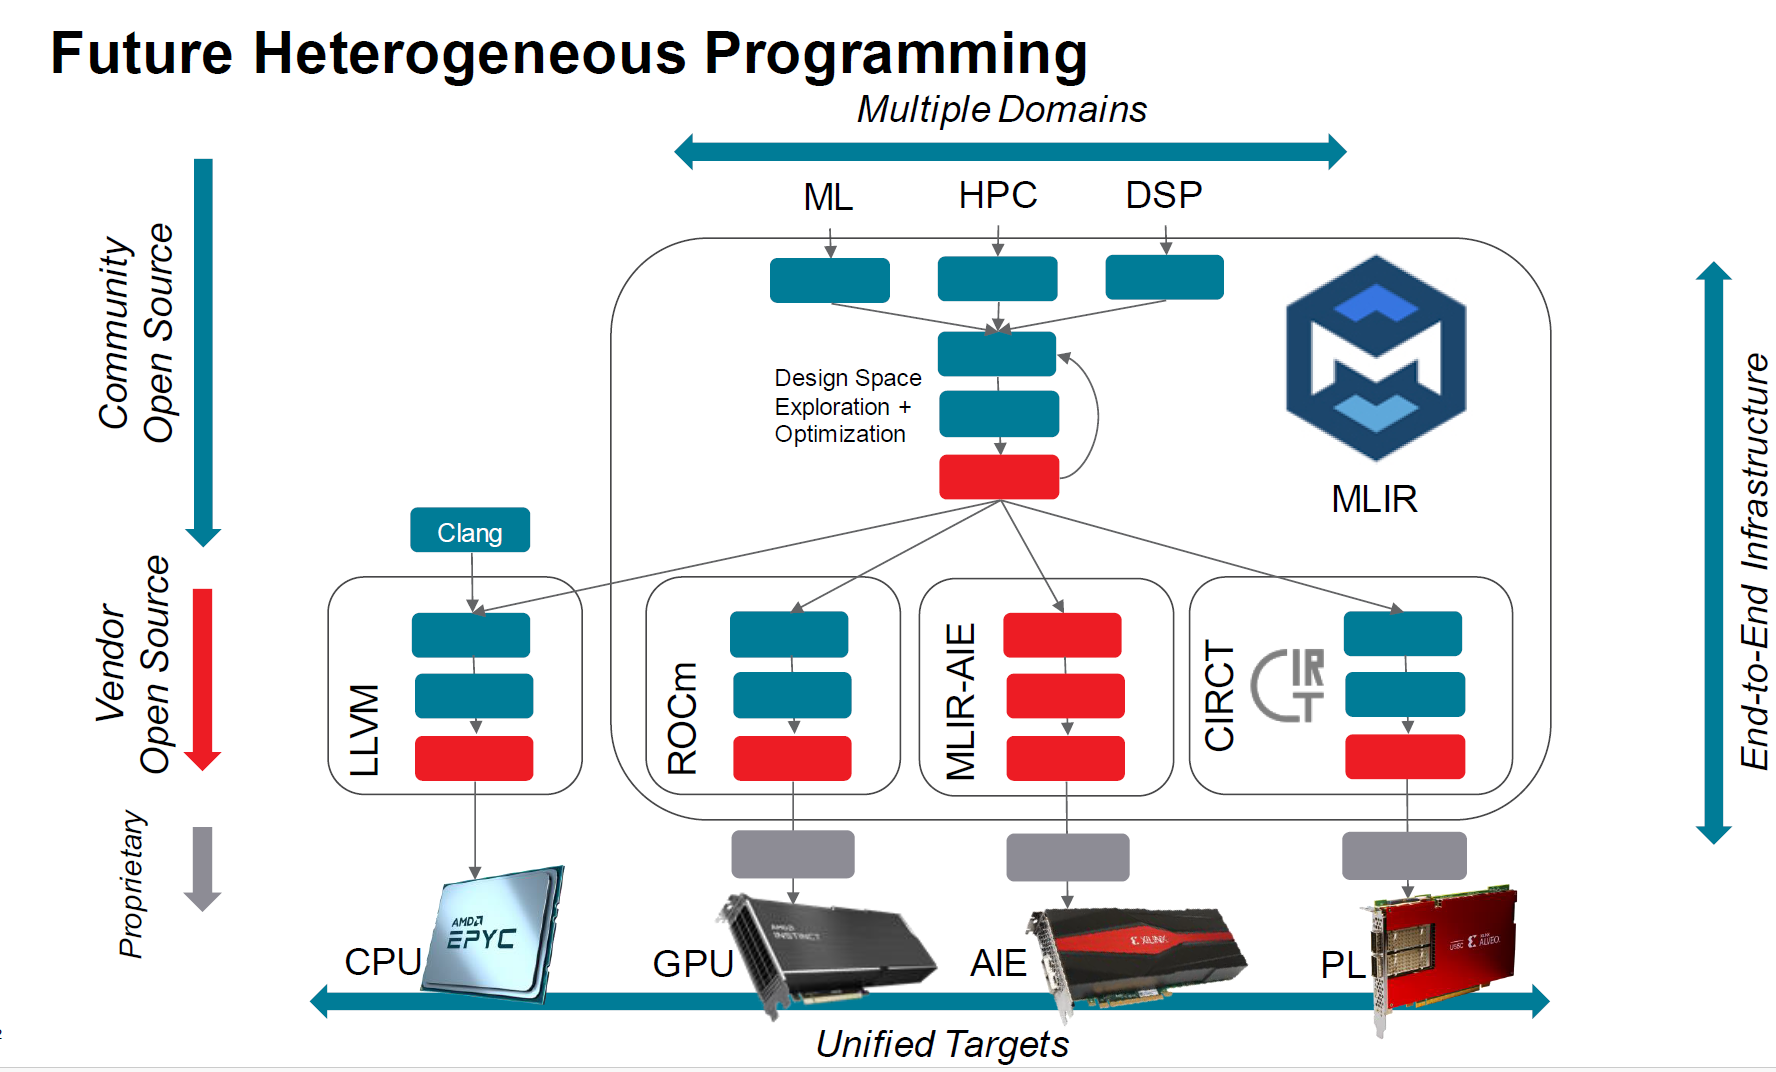 Future Heterogeneous Programming
Multiple Domains
ML
HPC
DSP
Community
Open Source
Design Space
Exploration +
Optimization
MLIR
End-to-End Infrastructure
Clang
Vendor
Open Source
LLVM
ROCm
MLIR-AIE
CIRCT
CIR
T
Proprietary
CPU
AMD
EPYC
GPU
AMD
INSTINCT
AIE
XILINX
PL
ALVEO
Unified Targets